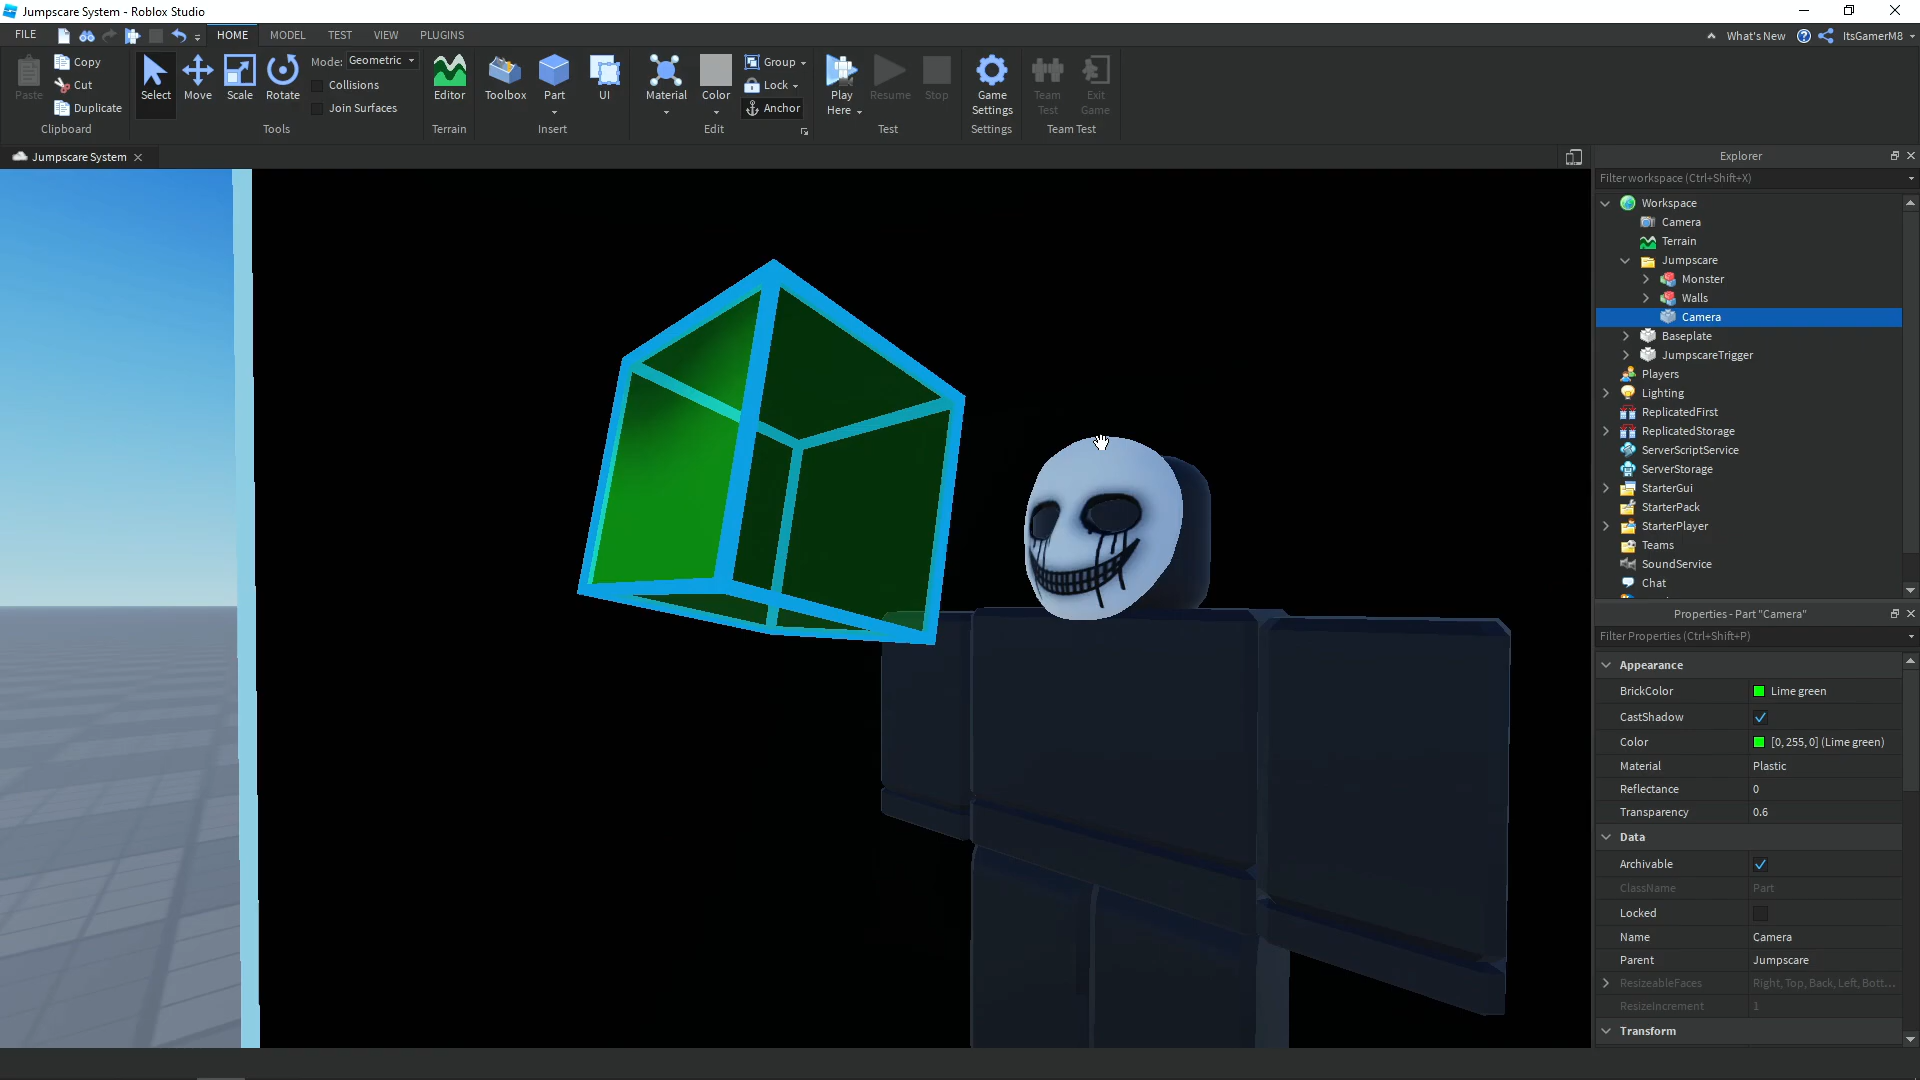 Jumpscare System - Roblox Studio
FILE
HOME
MODEL
TEST
VIEW
PLUGINS
What's New
ItsGamerM8
Paste
Copy
Cut
Duplicate
Clipboard
Select
Move
Scale
Rotate
Mode: Geometric
Collisions
Join Surfaces
Tools
Editor
Terrain
Toolbox
Part
UI
Insert
Material
Color
Group
Lock
Anchor
Edit
Play
Here
Resume
Stop
Test
Game
Settings
Settings
Team
Test
Exit
Game
Team Test
Jumpscare System
Explorer
Filter workspace (Ctrl+Shift+X)
Workspace
Camera
Terrain
Jumpscare
Monster
Walls
Camera
Baseplate
JumpscareTrigger
Players
Lighting
ReplicatedFirst
ReplicatedStorage
ServerScriptService
ServerStorage
StarterGui
StarterPack
StarterPlayer
Teams
SoundService
Chat
Properties - Part "Camera"
Filter Properties (Ctrl+Shift+P)
Appearance
BrickColor Lime green
CastShadow
Color [0, 255, 0] (Lime green)
Material Plastic
Reflectance 0
Transparency 0.6
Data
Archivable
ClassName Part
Locked
Name Camera
Parent Jumpscare
ResizeableFaces Right, Top, Back, Left, Bott...
ResizeIncrement 1
Transform